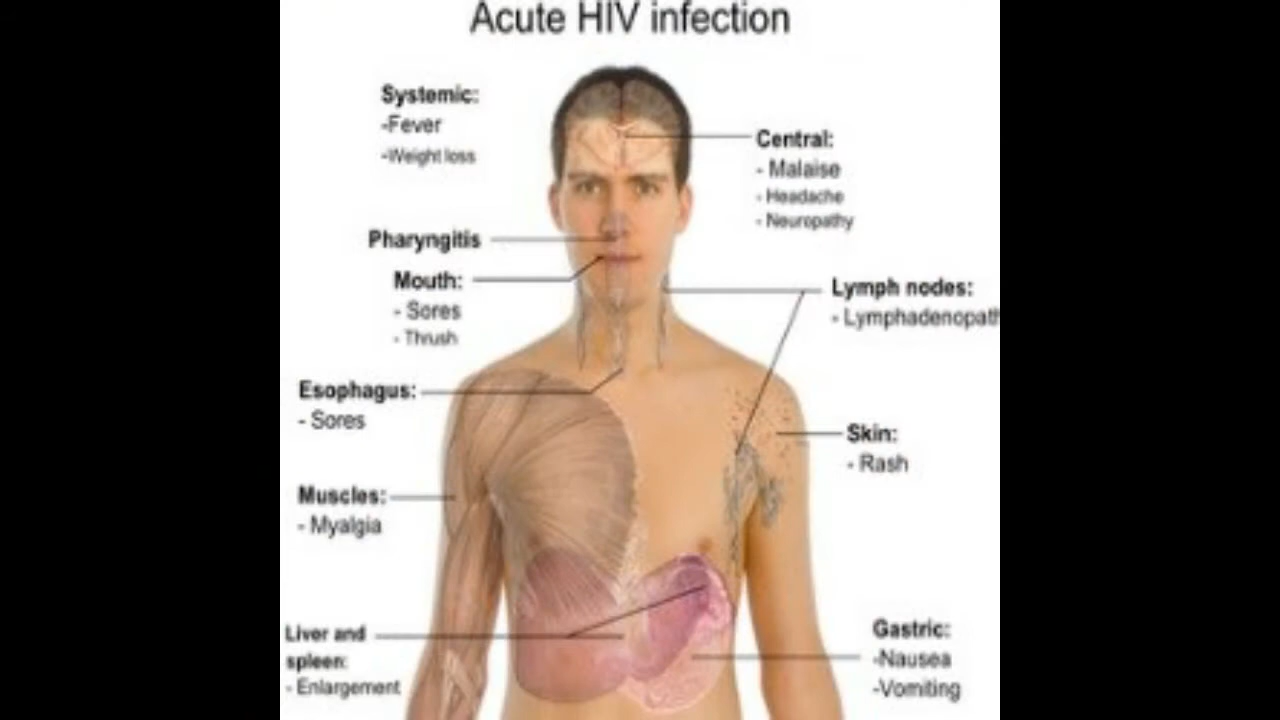 Acute HIV infection
Systemic:
-Fever
-Weight loss
Central:
- Malaise
- Headache
- Neuropathy
Pharyngitis
Mouth:
- Sores
- Thrush
Lymph nodes:
- Lymphadenopath
Esophagus:
- Sores
Skin:
- Rash
Muscles:
- Myalgia
Liver and
spleen:
- Enlargement
Gastric:
-Nausea
-Vomiting